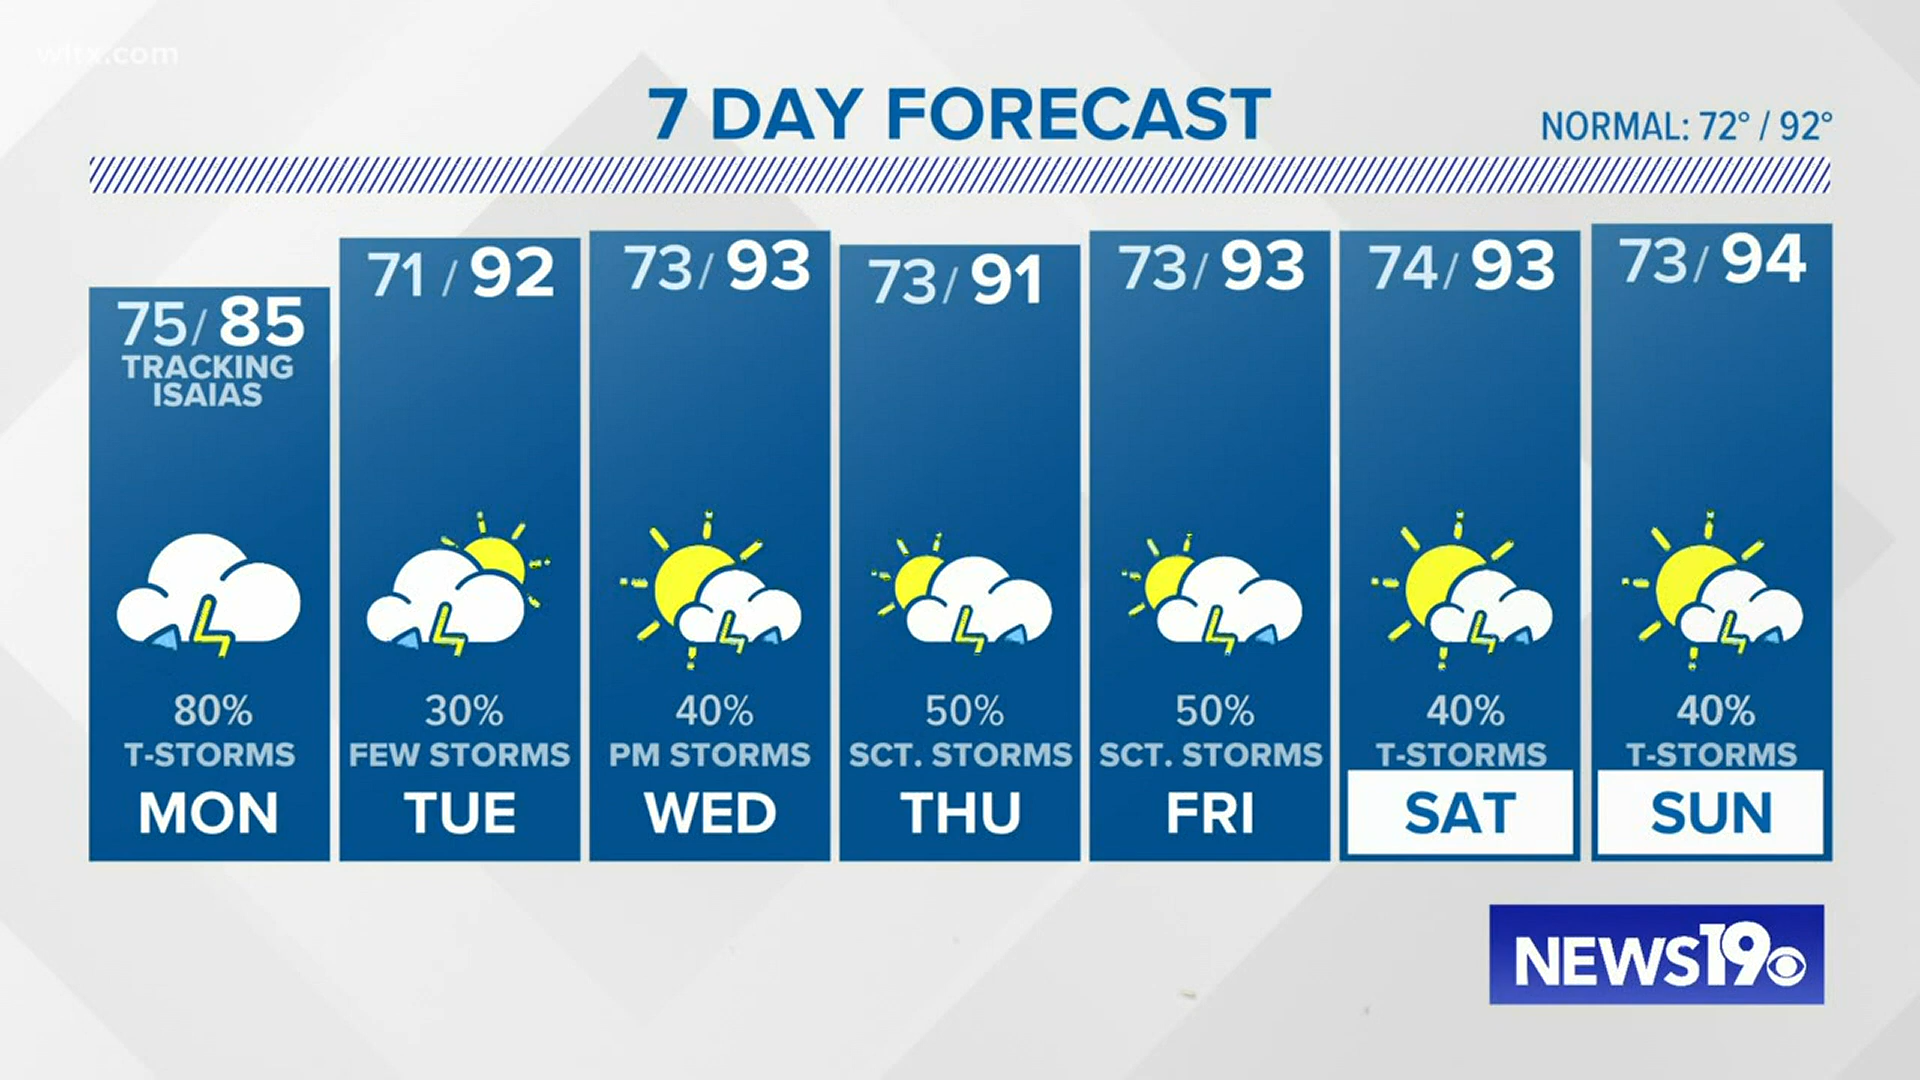 wltx.com
7 DAY FORECAST
NORMAL: 72° / 92°
75/ 85
TRACKING
ISAIAS
80%
T-STORMS
MON
71 / 92
30%
FEW STORMS
TUE
73/ 93
40%
PM STORMS
WED
73/ 91
50%
SCT. STORMS
THU
73/ 93
50%
SCT. STORMS
FRI
74/ 93
40%
T-STORMS
SAT
73/ 94
40%
T-STORMS
SUN
NEWS19